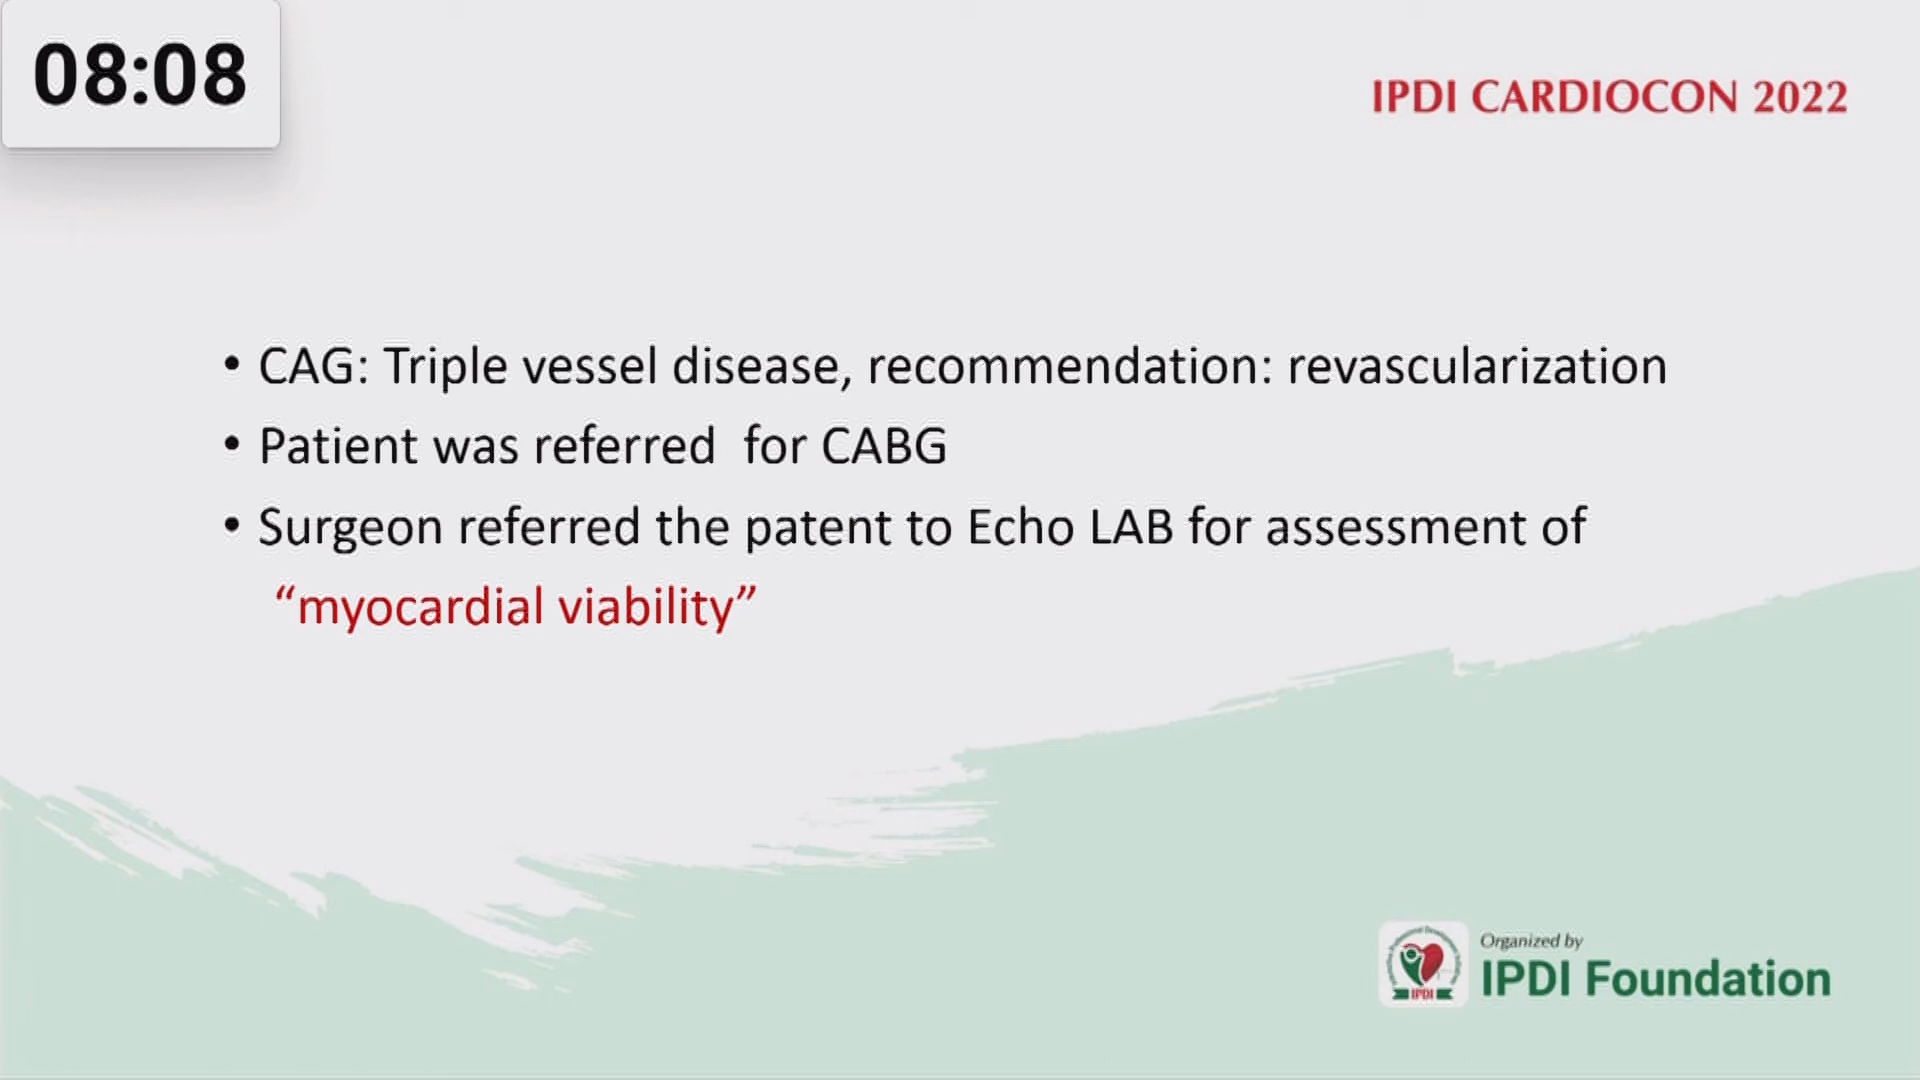 08:08
IPDI CARDIOCON 2022
• CAG: Triple vessel disease, recommendation: revascularization
• Patient was referred  for CABG
• Surgeon referred the patent to Echo LAB for assessment of
“myocardial viability”
Organized by
IPDI Foundation
IPDI